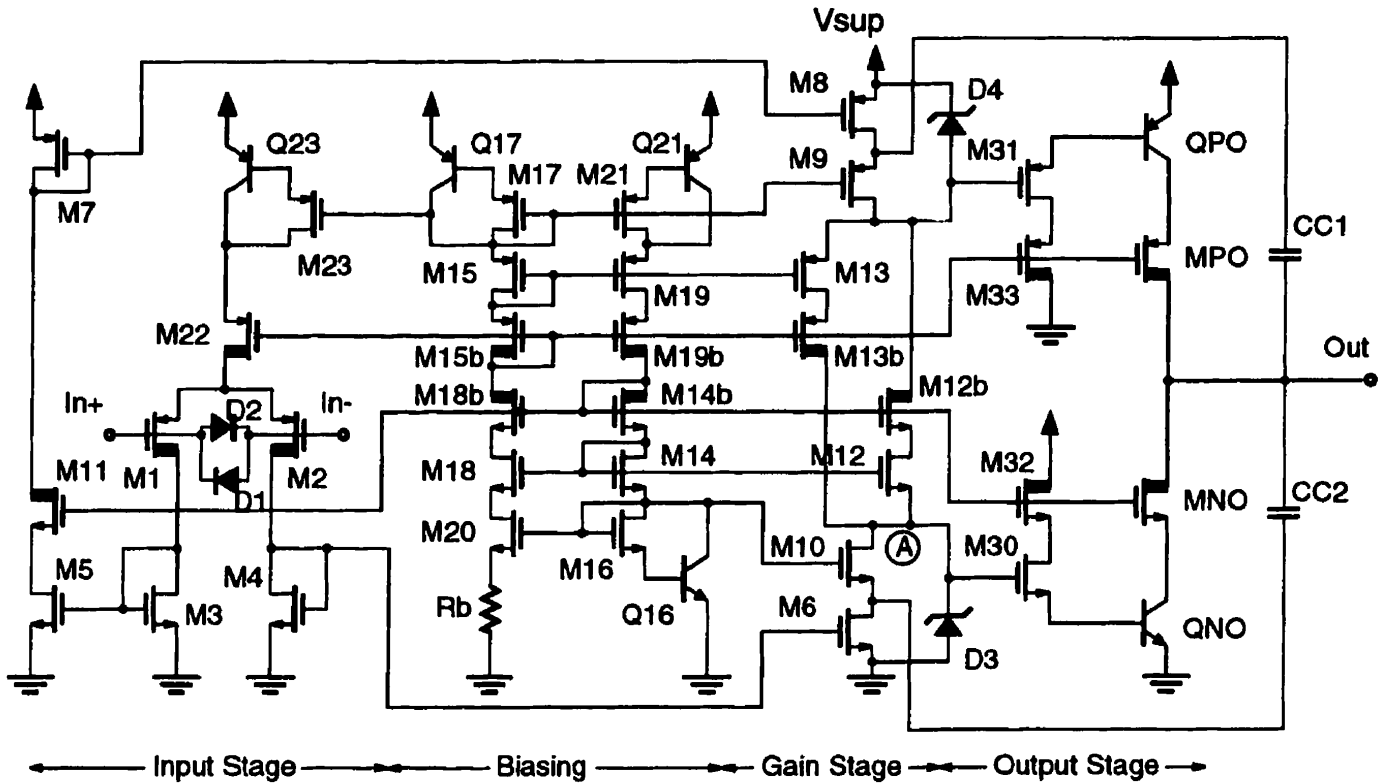 Vsup
M8
D4
Q23
Q17
Q21
M31
QPO
M7
M17
M21
M9
CC1
M23
M15
M19
M13
M33
MPO
M22
M15b
M19b
M13b
Out
In+
D2
In-
M18b
M14b
M12b
M11
M1
D1
M2
M18
M14
M12
M32
MNO
CC2
M20
M16
M10
A
M30
M5
M4
M3
Rb
Q16
M6
D3
QNO
Input Stage
Biasing
Gain Stage
Output Stage